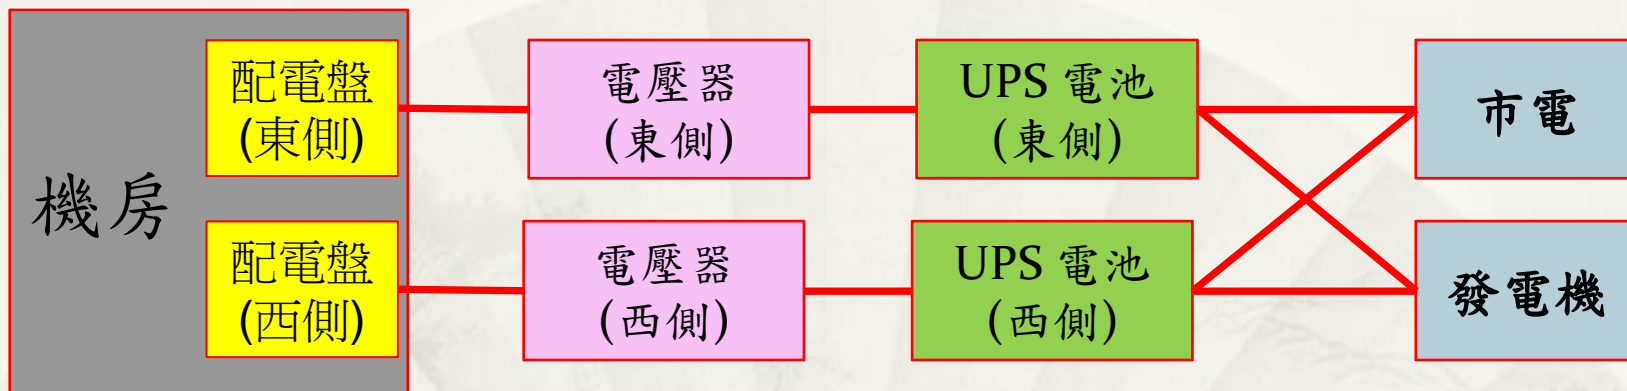 機房
配電盤
(東側)
電壓器
(東側)
UPS 電池
(東側)
市電
配電盤
(西側)
電壓器
(西側)
UPS 電池
(西側)
發電機